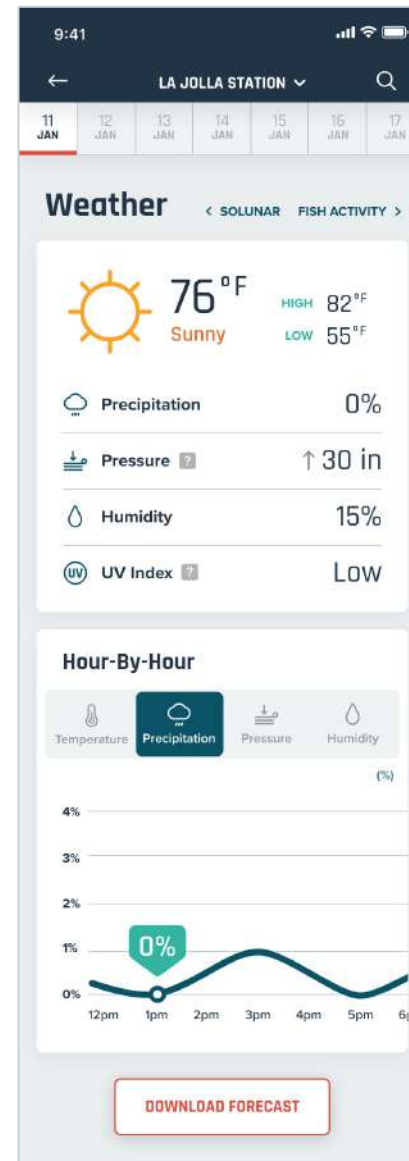 9:41
LA JOLLA STATION
11 12 13 14 15 16 17
JAN JAN JAN JAN JAN JAN JAN
Weather < SOLUNAR FISH ACTIVITY >
76°F
Sunny
HIGH 82°F
LOW 55°F
Precipitation 0%
Pressure ? ↑ 30 in
Humidity 15%
UV UV Index ? Low
Hour-By-Hour
Temperature Precipitation Pressure Humidity
(%)
4%
3%
2%
1%
0%
0%
12pm 1pm 2pm 3pm 4pm 5pm
DOWNLOAD FORECAST